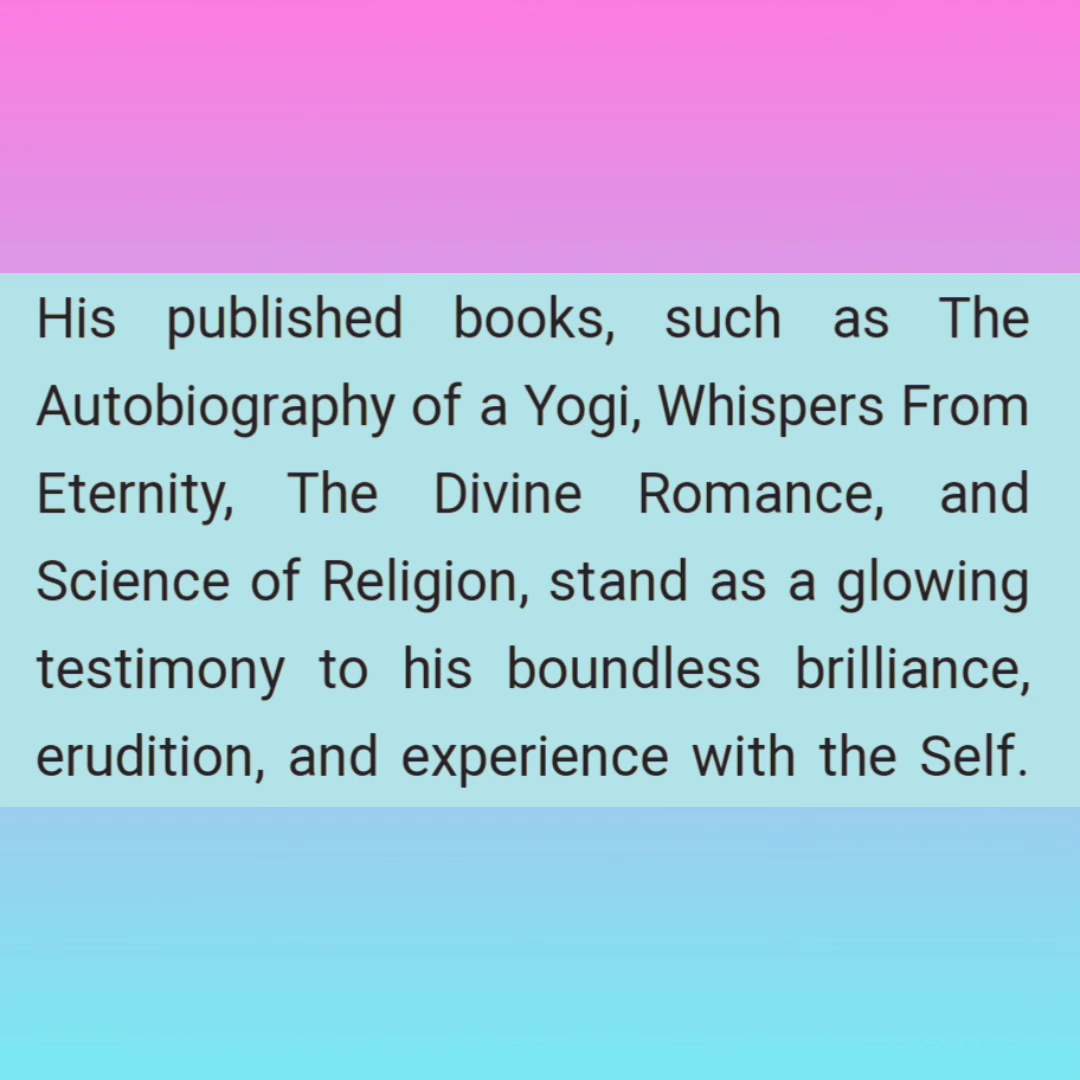 His published books, such as The
Autobiography of a Yogi, Whispers From
Eternity, The Divine Romance, and
Science of Religion, stand as a glowing
testimony to his boundless brilliance,
erudition, and experience with the Self.